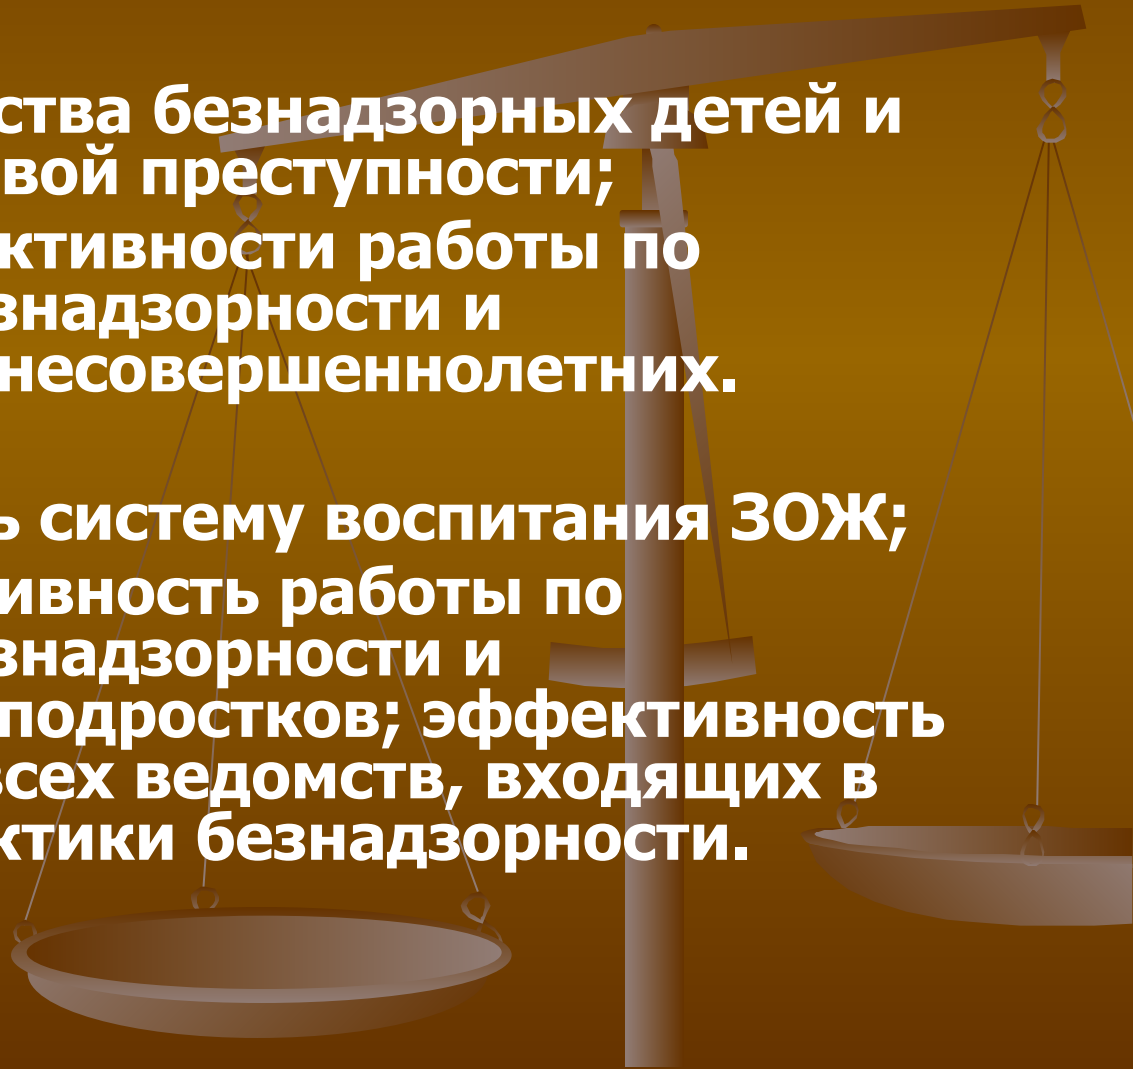 ства безнадзорных детей и
вой преступности;
ктивности работы по
знадзорности и
несовершеннолетних.
ь систему воспитания ЗОЖ;
ивность работы по
знадзорности и
подростков; эффективность
всех ведомств, входящих в
ктики безнадзорности.